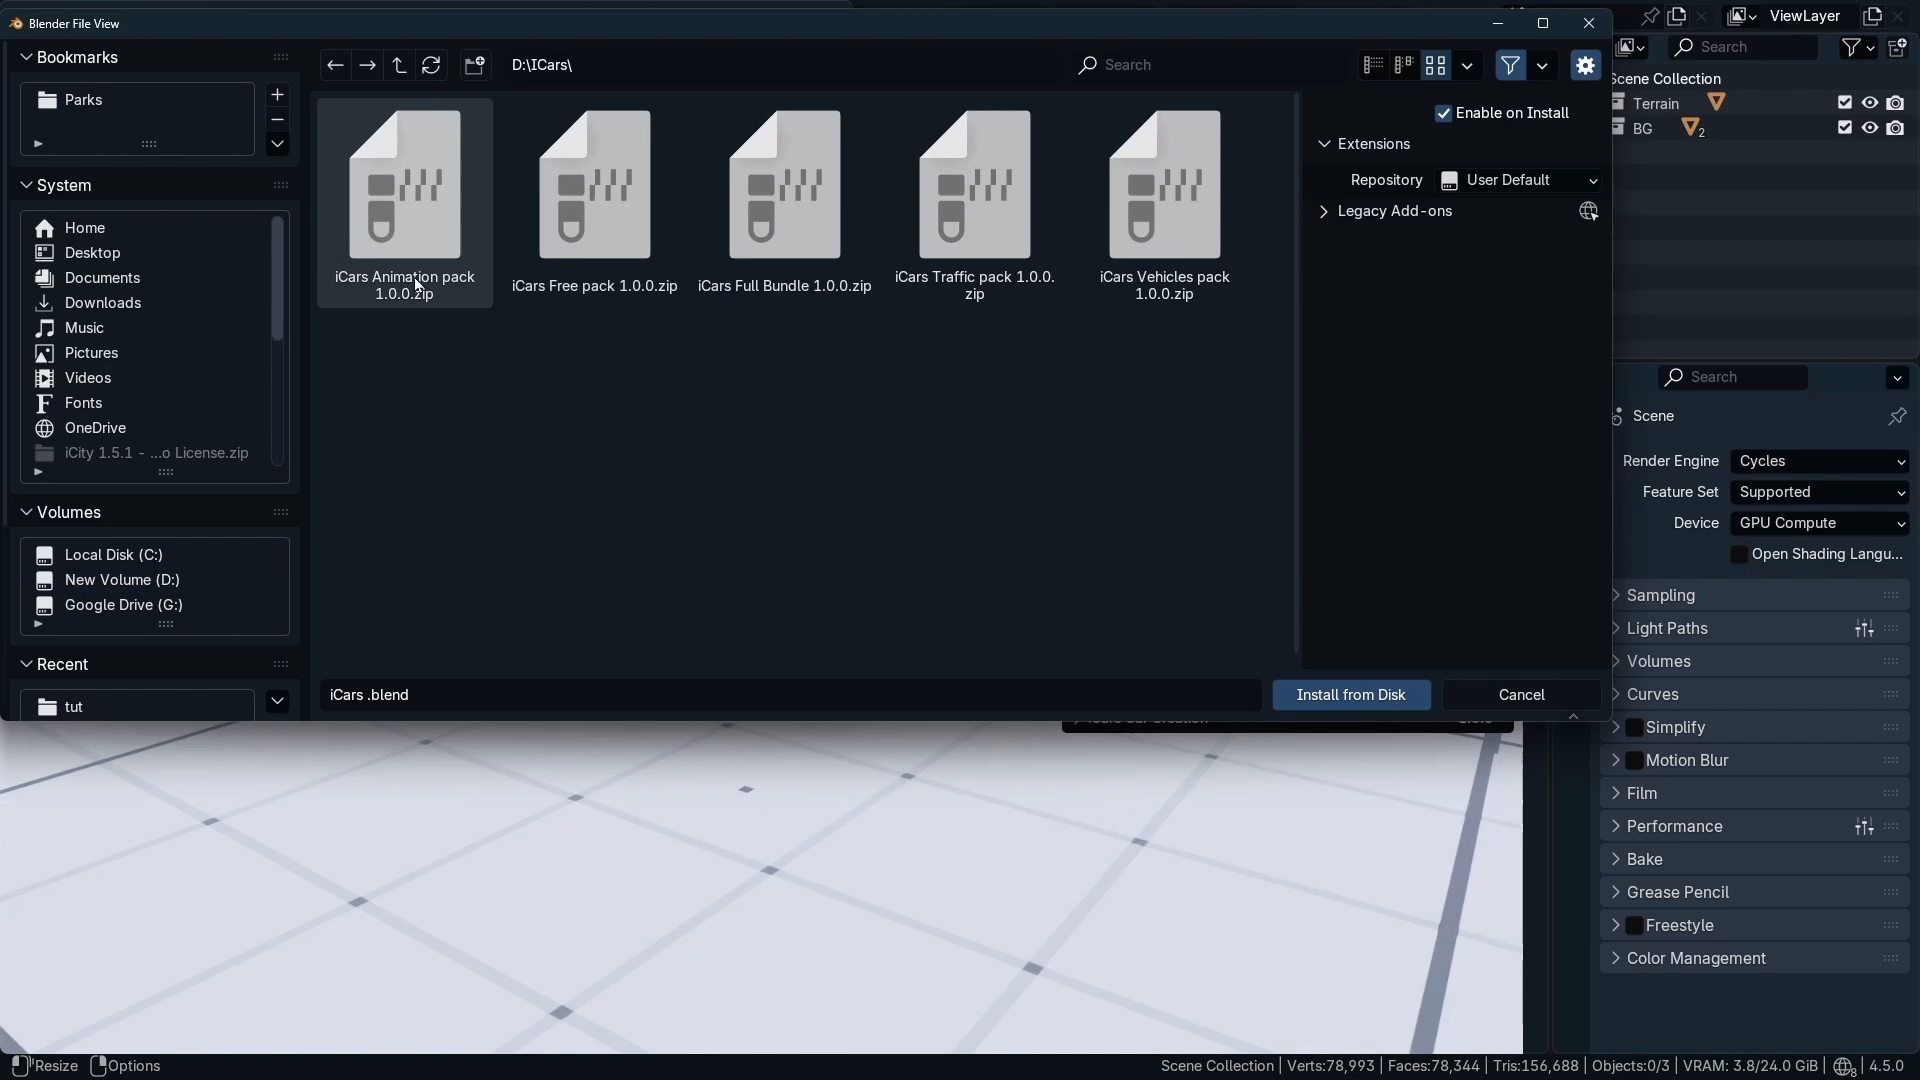 Blender File View
ViewLayer
Bookmarks
D:\ICars\
Search
Search
Scene Collection
Parks
Enable on Install
Terrain
BG
2
Extensions
System
Repository
User Default
Legacy Add-ons
Home
Desktop
Documents
Downloads
Music
Pictures
Videos
Fonts
OneDrive
iCity 1.5.1 - ...o License.zip
iCars Animation pack
1.0.0.zip
iCars Free pack 1.0.0.zip
iCars Full Bundle 1.0.0.zip
iCars Traffic pack 1.0.0.
zip
iCars Vehicles pack
1.0.0.zip
Search
Scene
Render Engine
Cycles
Feature Set
Supported
Device
GPU Compute
Open Shading Langu...
Volumes
Local Disk (C:)
New Volume (D:)
Google Drive (G:)
Sampling
Light Paths
Volumes
Curves
Recent
tut
iCars .blend
Install from Disk
Cancel
Simplify
Motion Blur
Film
Performance
Bake
Grease Pencil
Freestyle
Color Management
Resize
Options
Scene Collection | Verts:78,993 | Faces:78,344 | Tris:156,688 | Objects:0/3 | VRAM: 3.8/24.0 GiB | 8 | 4.5.0